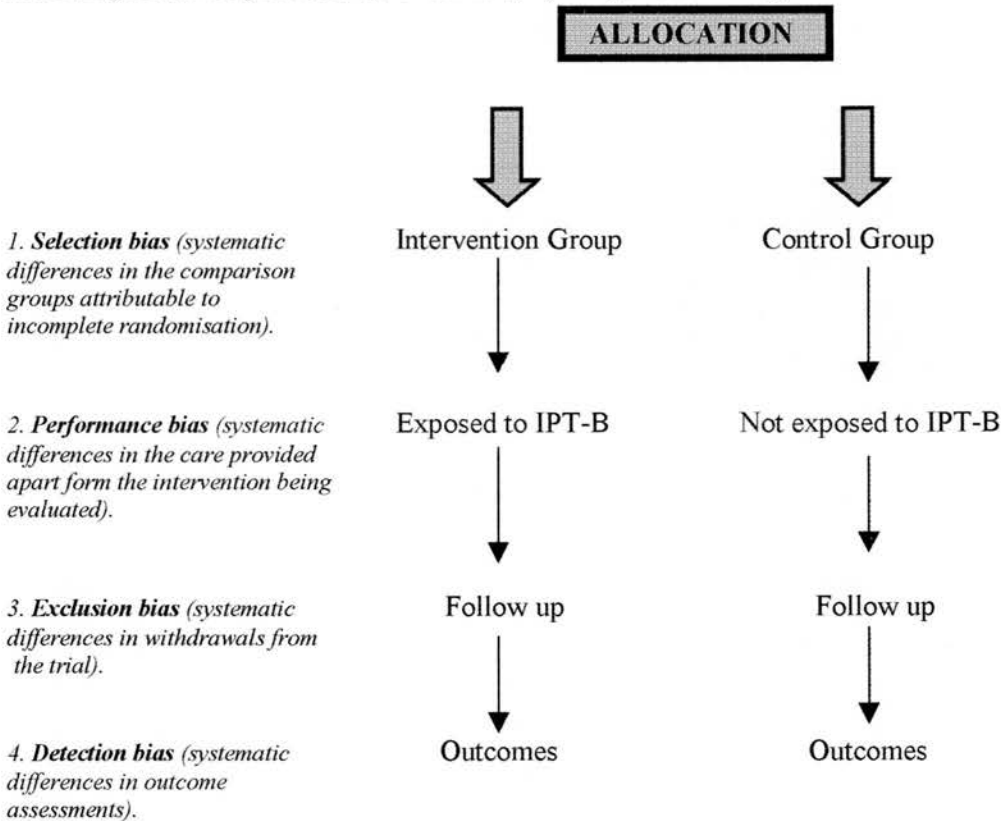 ALLOCATION
1. Selection bias (systematic
differences in the comparison
groups attributable to
incomplete randomisation).
Intervention Group
Control Group
2. Performance bias (systematic
differences in the care provided
apart form the intervention being
evaluated).
Exposed to IPT-B
Not exposed to IPT-B
3. Exclusion bias (systematic
differences in withdrawals from
the trial).
Follow up
Follow up
4. Detection bias (systematic
differences in outcome
assessments).
Outcomes
Outcomes